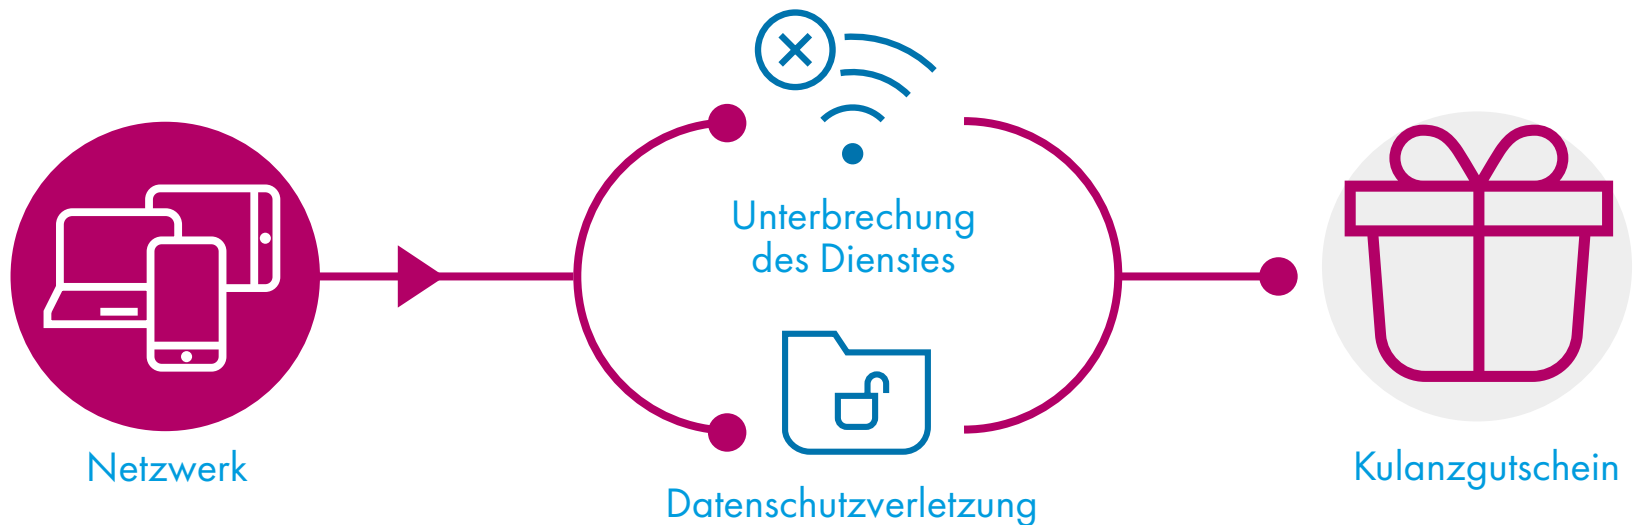 Netzwerk
Unterbrechung
des Dienstes
Datenschutzverletzung
Kulanzgutschein